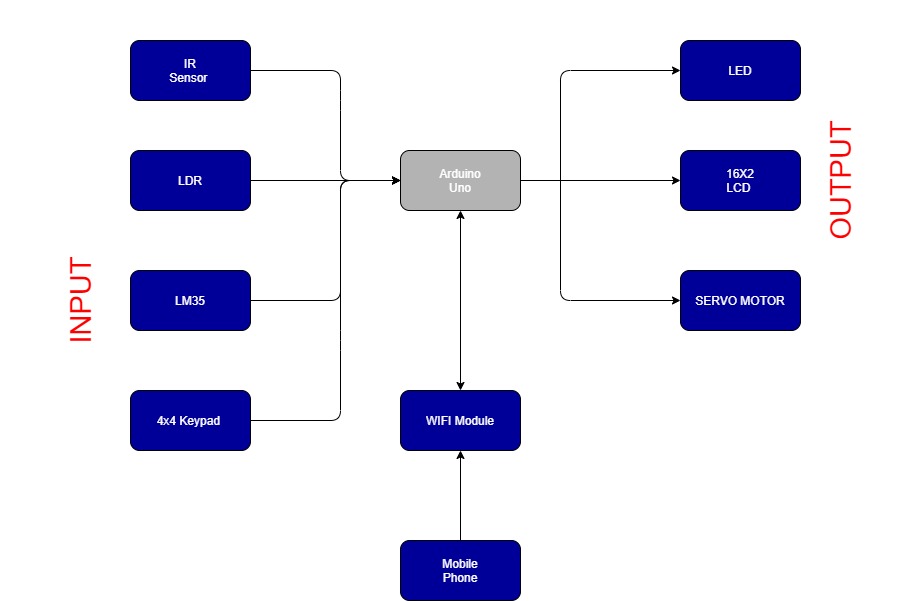 IR
Sensor
LDR
LM35
4x4 Keypad
INPUT
Arduino
Uno
WIFI Module
Mobile
Phone
LED
16X2
LCD
SERVO MOTOR
OUTPUT